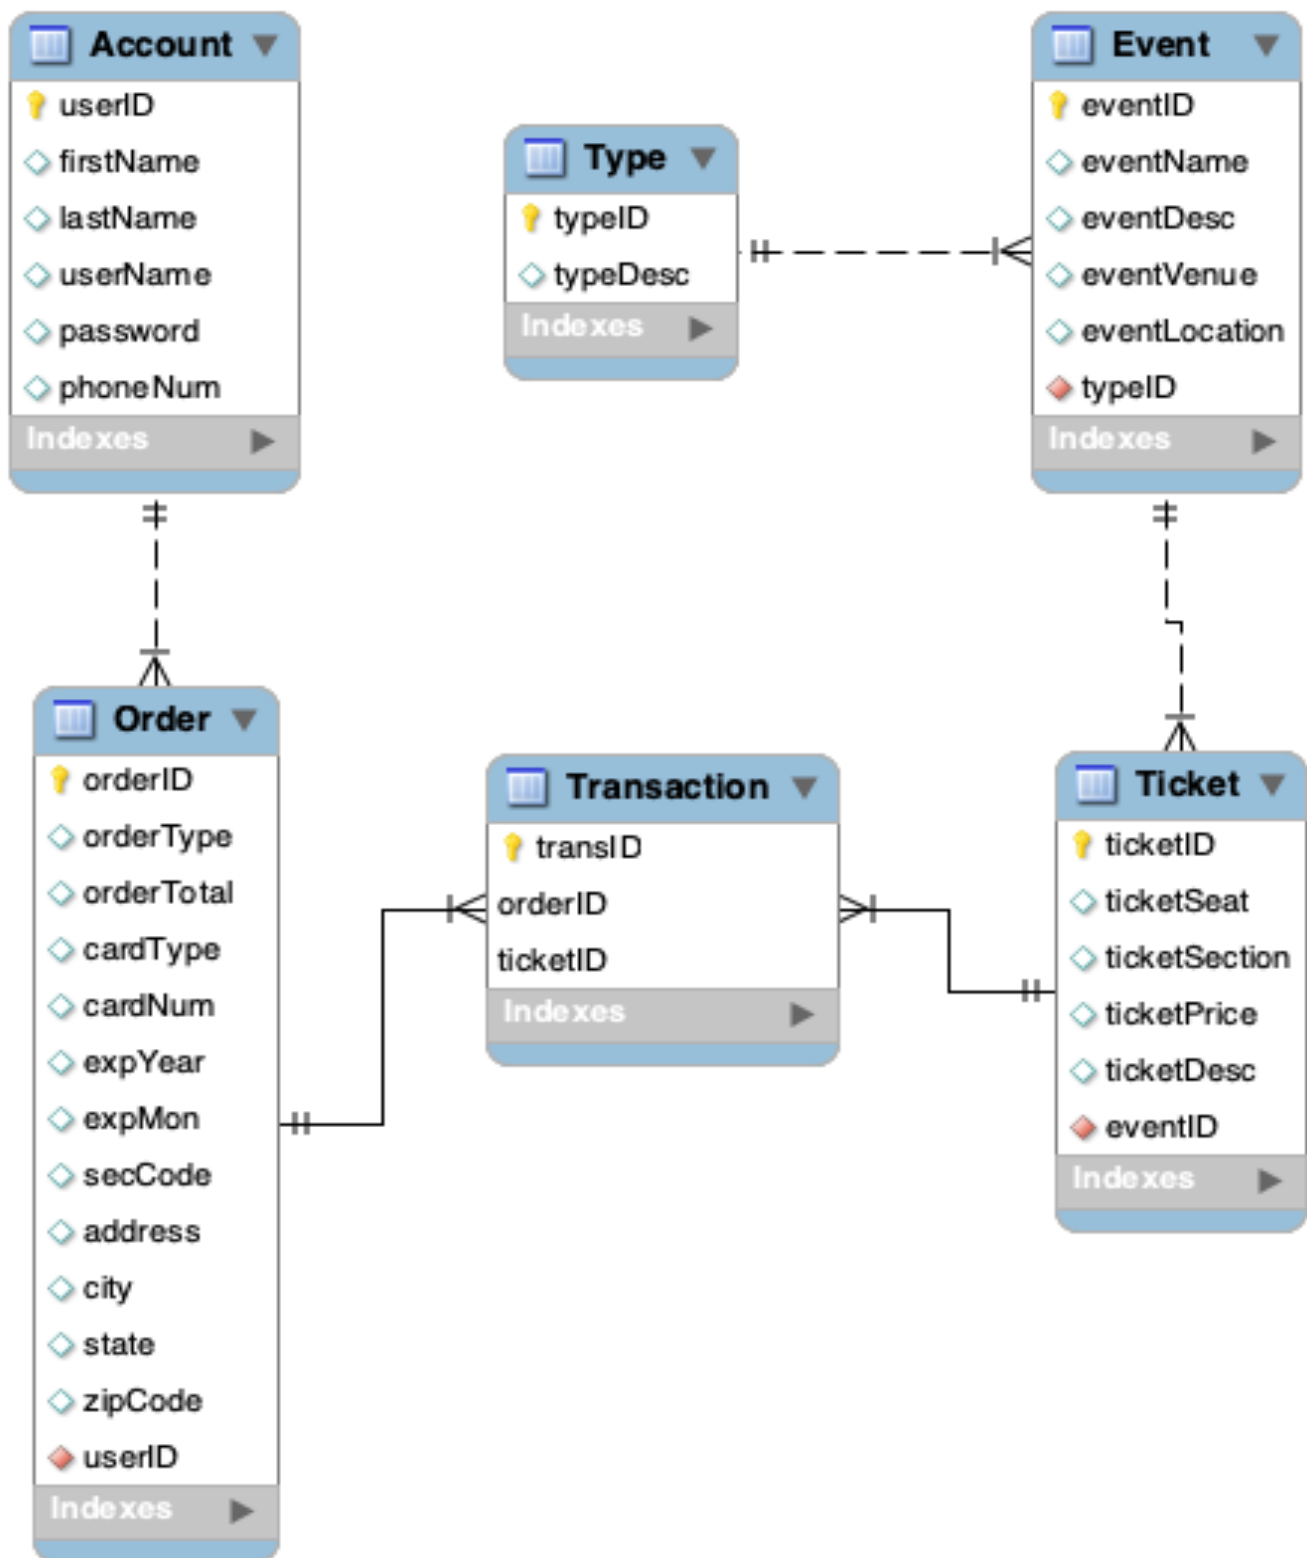 Account
userID
firstName
lastName
userName
password
phoneNum
Indexes
Type
typeID
typeDesc
Indexes
Event
eventID
eventName
eventDesc
eventVenue
eventLocation
typeID
Indexes
Order
orderID
orderType
orderTotal
cardType
cardNum
expYear
expMon
secCode
address
city
state
zipCode
userID
Indexes
Transaction
transID
orderID
ticketID
Indexes
Ticket
ticketID
ticketSeat
ticketSection
ticketPrice
ticketDesc
eventID
Indexes